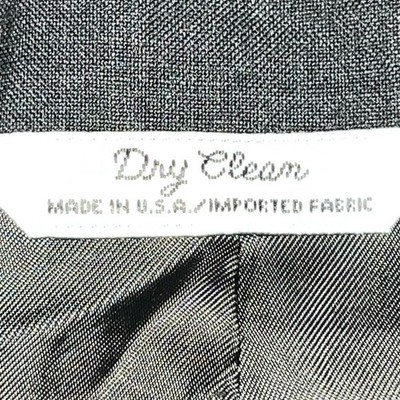 Dry Clean
MADE IN U.S.A./IMPORTED FABRIC